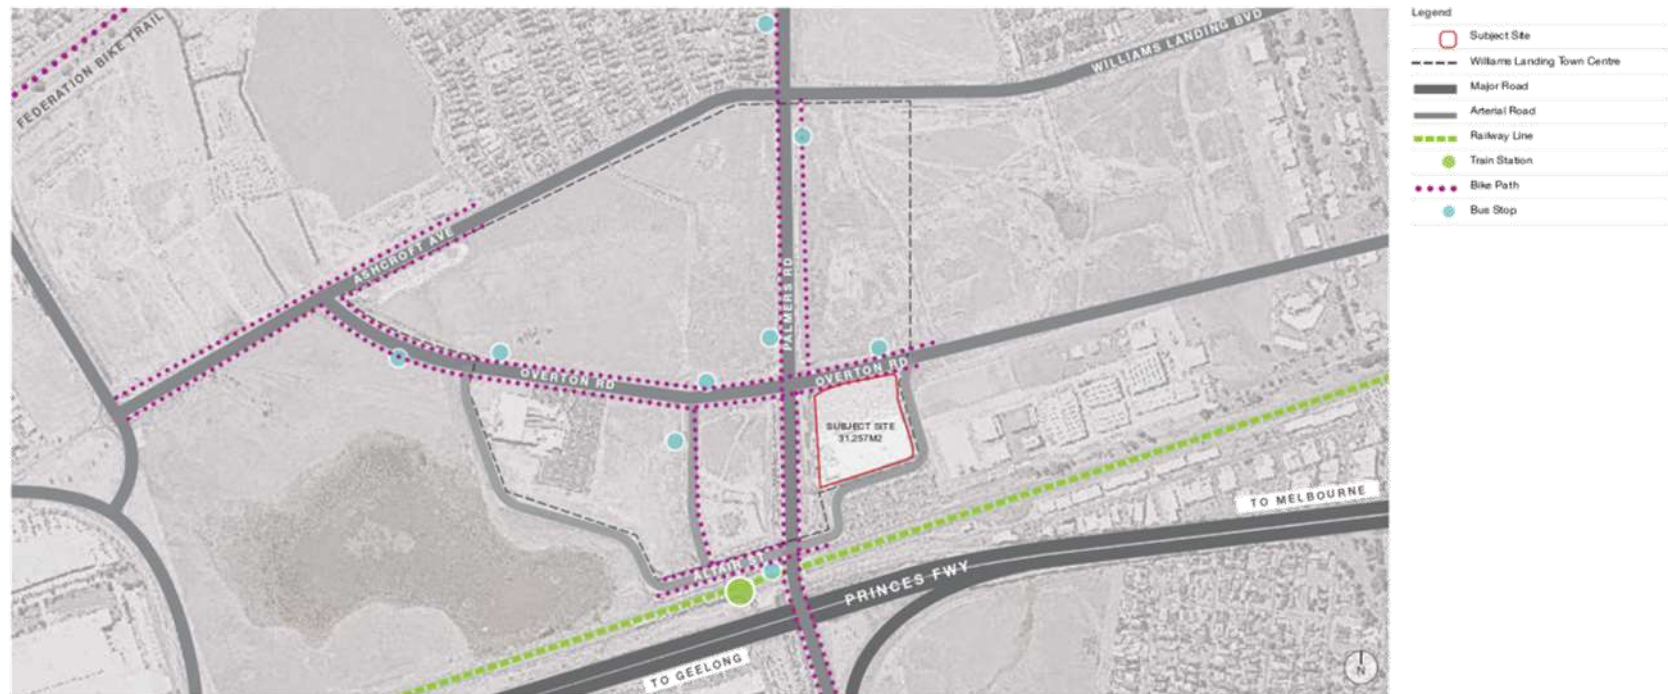 FEDERATION BIKE TRAIL
WILLIAMS LANDING BVD
ASHCROFT AVE
PALMERS RD
OVERTON RD
OVERTON RD
SUBJECT SITE
31,257M2
ALTAIR ST
TO MELBOURNE
PRINCES FWY
TO GEELONG
N
Legend
Subject Site
Williams Landing Town Centre
Major Road
Arterial Road
Railway Line
Train Station
Bike Path
Bus Stop